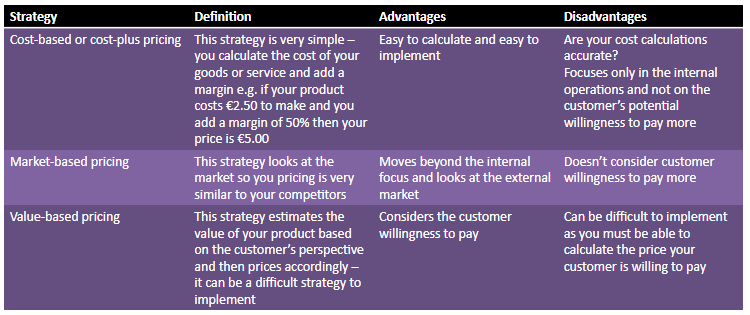 Strategy
Definition
Advantages
Disadvantages
Cost-based or cost-plus pricing
This strategy is very simple –
you calculate the cost of your
goods or service and add a
margin e.g. if your product
costs €2.50 to make and you
add a margin of 50% then your
price is €5.00
Easy to calculate and easy to
implement
Are your cost calculations
accurate?
Focuses only in the internal
operations and not on the
customer's potential
willingness to pay more
Market-based pricing
This strategy looks at the
market so you pricing is very
similar to your competitors
Moves beyond the internal
focus and looks at the external
market
Doesn't consider customer
willingness to pay more
Value-based pricing
This strategy estimates the
value of your product based
on the customer's perspective
and then prices accordingly –
it can be a difficult strategy to
implement
Considers the customer
willingness to pay
Can be difficult to implement
as you must be able to
calculate the price your
customer is willing to pay